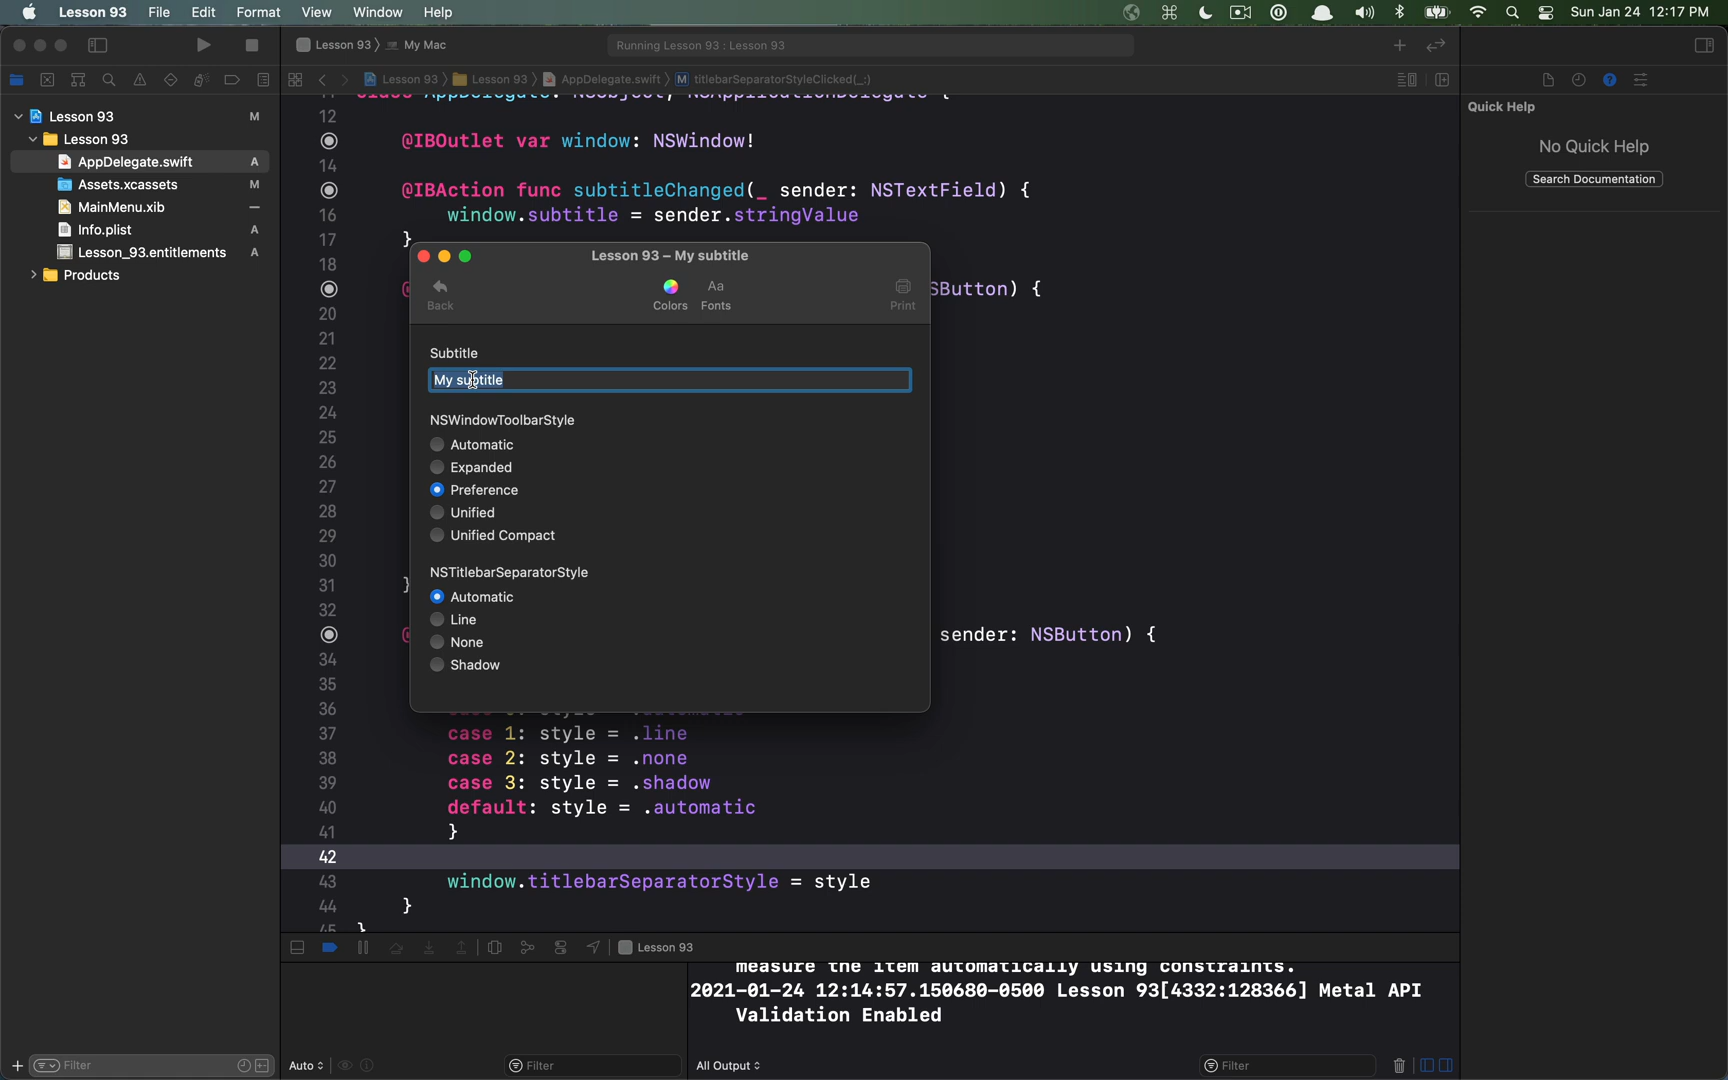 Lesson 93 File Edit Format View Window Help Sun Jan 24 12:17 PM
Lesson 93 My Mac Running Lesson 93 : Lesson 93
Lesson 93 Lesson 93 AppDelegate.swift M titlebarSeparatorStyleClicked(_:)
Quick Help
No Quick Help
Search Documentation
Lesson 93 M
Lesson 93
AppDelegate.swift A
Assets.xcassets M
MainMenu.xib –
Info.plist A
Lesson_93.entitlements A
Products
class AppDelegate: NSObject, NSApplicationDelegate {
12
@IBOutlet var window: NSWindow!
14
@IBAction func subtitleChanged(_ sender: NSTextField) {
16 window.subtitle = sender.stringValue
17 }
18
SButton) {
20
21
22
23
24
25
26
27
28
29
30
31 }
32
sender: NSButton) {
34
35
36
37 case 1: style = .line
38 case 2: style = .none
39 case 3: style = .shadow
40 default: style = .automatic
41 }
42
43 window.titlebarSeparatorStyle = style
44 }
45 }
Lesson 93 – My subtitle
Back Colors Aa Fonts Print
Subtitle
My subtitle
NSWindowToolbarStyle
Automatic
Expanded
Preference
Unified
Unified Compact
NSTitlebarSeparatorStyle
Automatic
Line
None
Shadow
Lesson 93
measure the item automatically using constraints.
2021-01-24 12:14:57.150680-0500 Lesson 93[4332:128366] Metal API
Validation Enabled
Filter Auto Filter All Output Filter